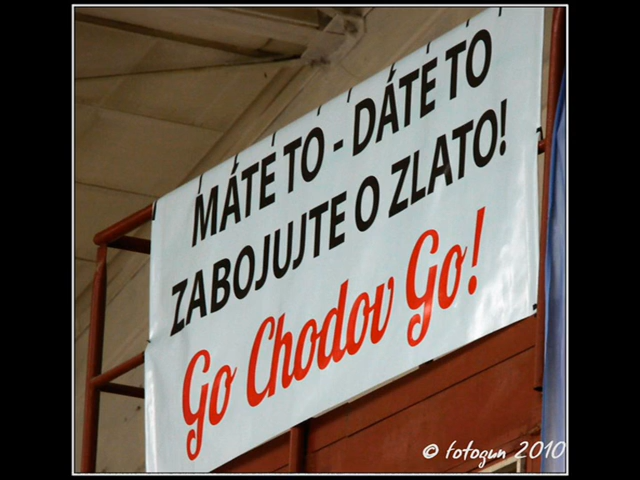 MÁTE TO - DÁTE TO
ZABOJUJTE O ZLATO!
Go Chodov Go!
© fotogun 2010